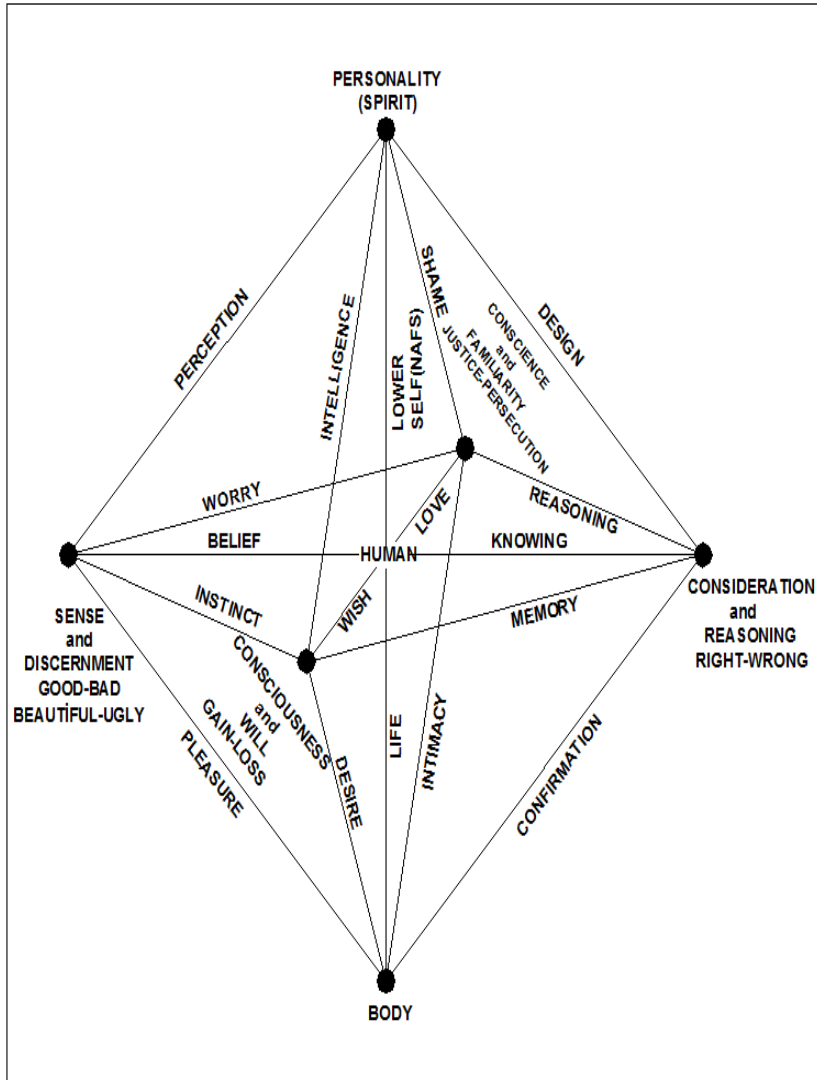 PERSONALITY
(SPIRIT)
PERCEPTION
INTELLIGENCE
LOWER
SELF(NAFS)
SHAME
CONSCIENCE
and
FAMILIARITY
JUSTICE-PERSECUTION
DESIGN
WORRY
LOVE
REASONING
BELIEF
HUMAN
KNOWING
INSTINCT
WISH
MEMORY
SENSE
and
DISCERNMENT
GOOD-BAD
BEAUTİFUL-UGLY
CONSIDERATION
and
REASONING
RIGHT-WRONG
CONSCIOUSNESS
and
WILL
GAIN-LOSS
PLEASURE
DESIRE
LIFE
INTIMACY
CONFIRMATION
BODY